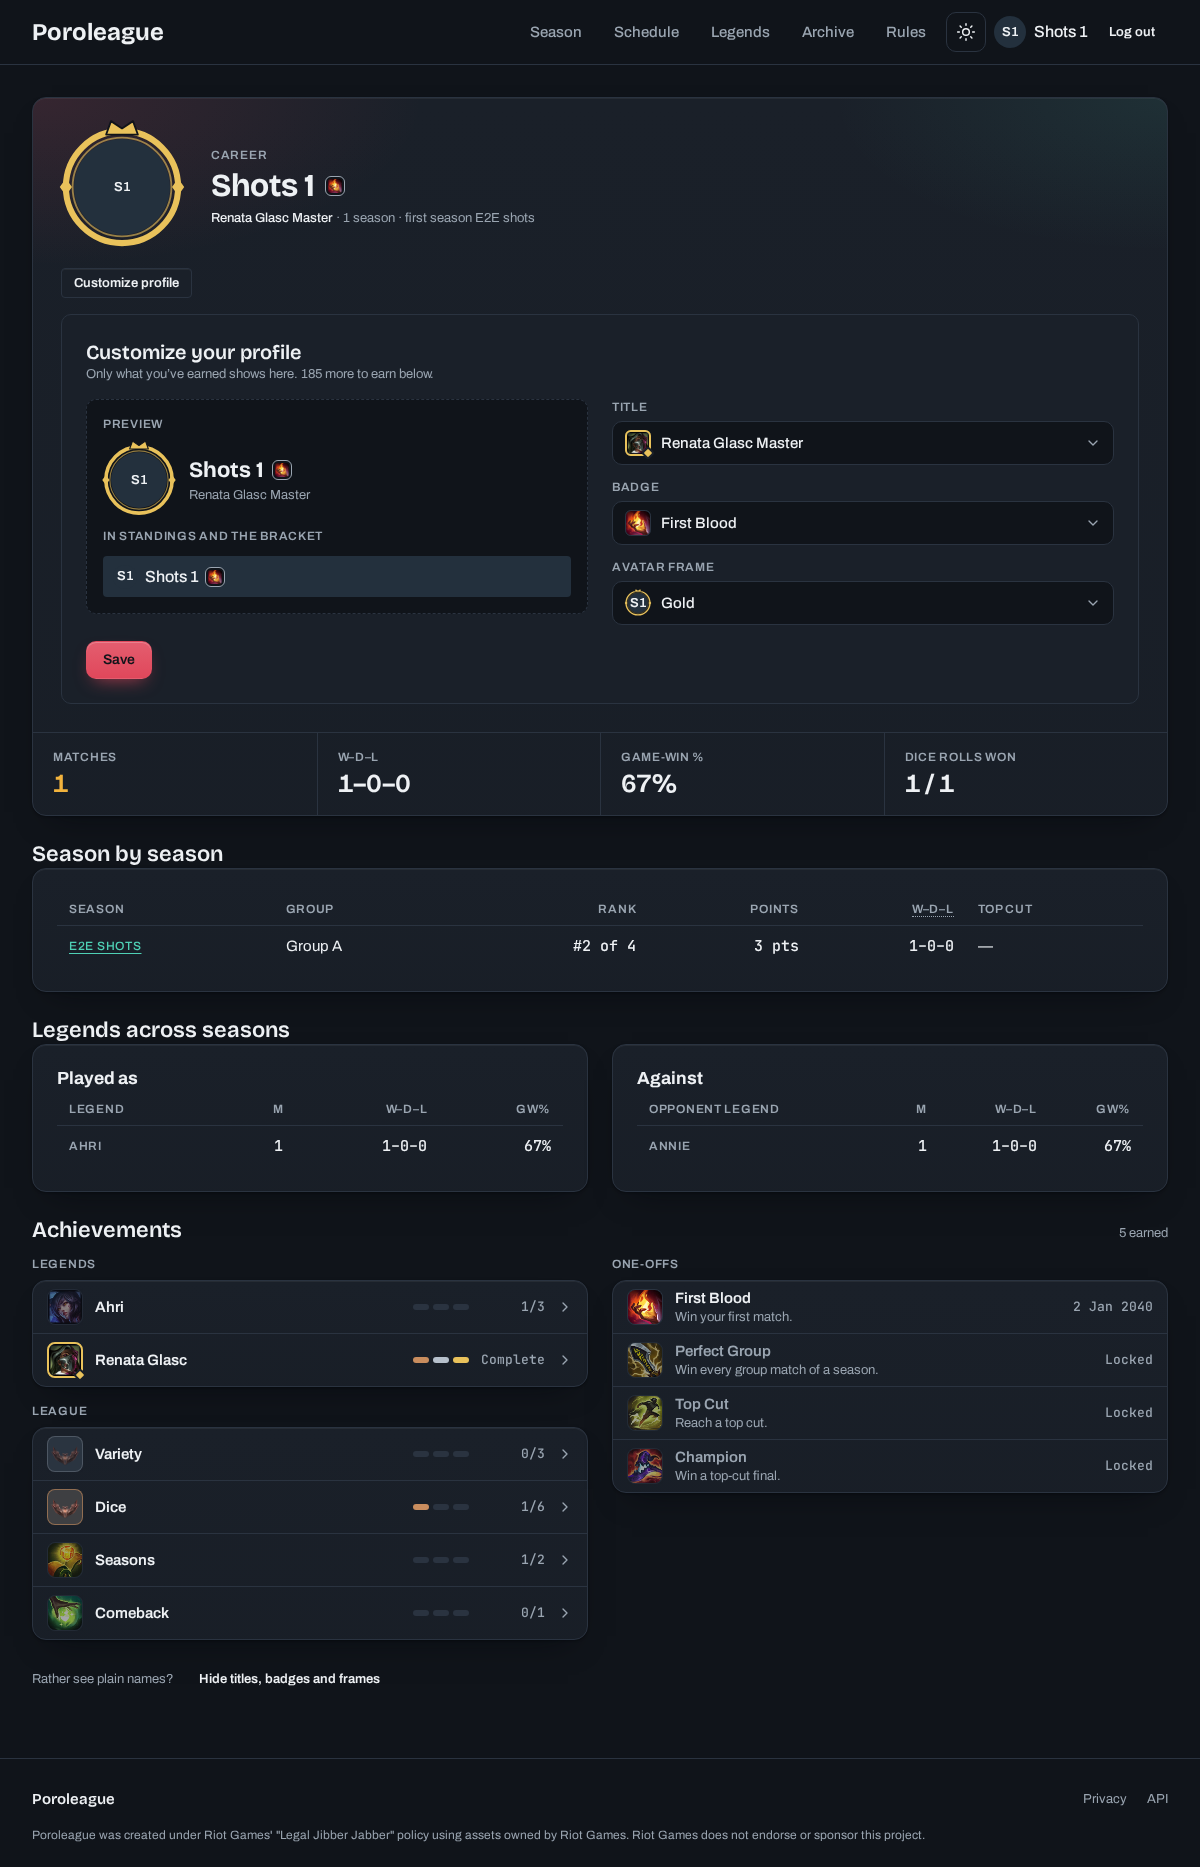 Poroleague
Season Schedule Legends Archive Rules S1 Shots 1 Log out
S1
CAREER
Shots 1
Renata Glasc Master · 1 season · first season E2E shots
Customize profile
Customize your profile
Only what you've earned shows here. 185 more to earn below.
PREVIEW
S1
Shots 1
Renata Glasc Master
IN STANDINGS AND THE BRACKET
S1 Shots 1
TITLE
Renata Glasc Master
BADGE
First Blood
AVATAR FRAME
S1 Gold
Save
MATCHES
1
W–D–L
1–0–0
GAME-WIN %
67%
DICE ROLLS WON
1 / 1
Season by season
SEASON GROUP RANK POINTS W–D–L TOP CUT
E2E SHOTS Group A #2 of 4 3 pts 1–0–0 —
Legends across seasons
Played as
LEGEND M W–D–L GW%
AHRI 1 1–0–0 67%
Against
OPPONENT LEGEND M W–D–L GW%
ANNIE 1 1–0–0 67%
Achievements
5 earned
LEGENDS
Ahri 1/3
Renata Glasc Complete
LEAGUE
Variety 0/3
Dice 1/6
Seasons 1/2
Comeback 0/1
ONE-OFFS
First Blood
Win your first match.
2 Jan 2040
Perfect Group
Win every group match of a season.
Locked
Top Cut
Reach a top cut.
Locked
Champion
Win a top-cut final.
Locked
Rather see plain names? Hide titles, badges and frames
Poroleague
Privacy API
Poroleague was created under Riot Games' "Legal Jibber Jabber" policy using assets owned by Riot Games. Riot Games does not endorse or sponsor this project.